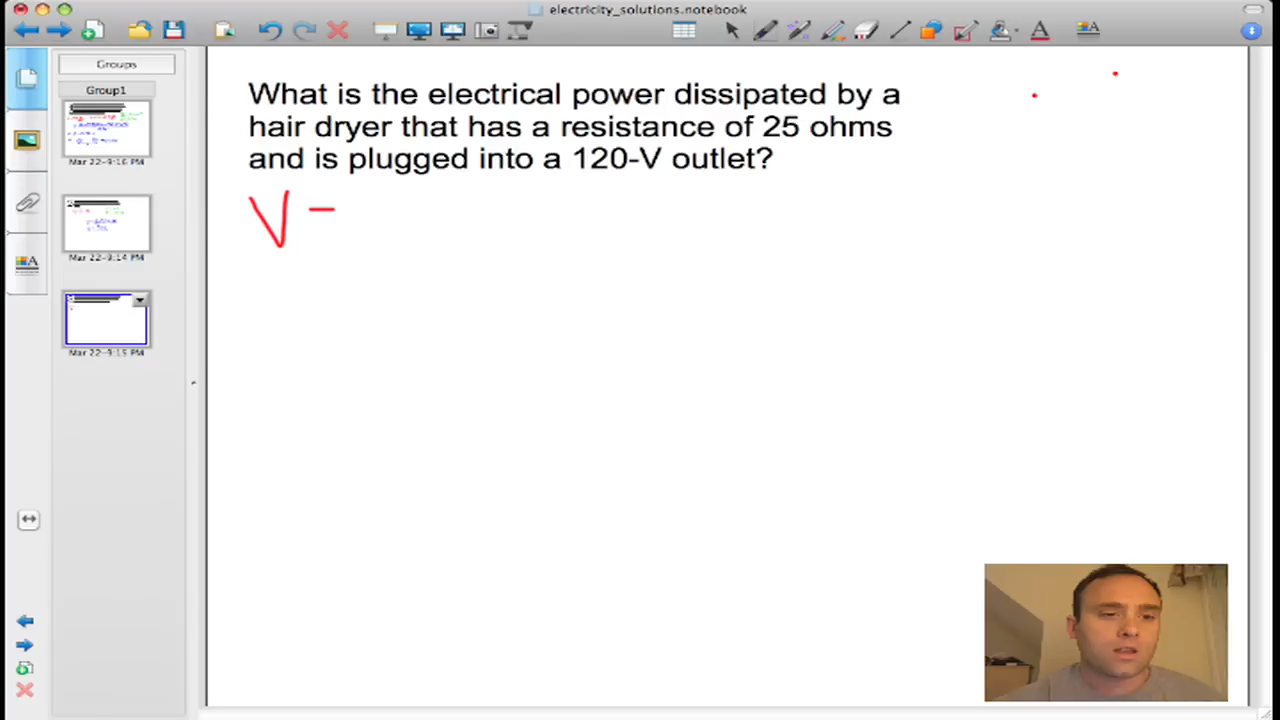 electricity_solutions.notebook
Groups
Group1
Mar 22-9:16 PM
Mar 22-9:14 PM
Mar 22-9:15 PM
What is the electrical power dissipated by a
hair dryer that has a resistance of 25 ohms
and is plugged into a 120-V outlet?
V -